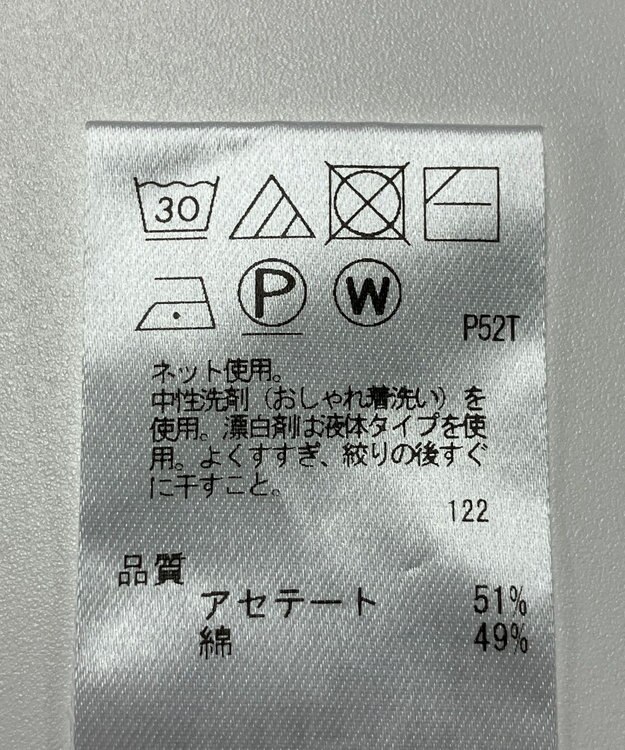 30
P W
P52T
ネット使用。
中性洗剤（おしゃれ着洗い）を
使用。漂白剤は液体タイプを使
用。よくすすぎ、絞りの後すぐ
に干すこと。
122
品質
アセテート 51%
綿 49%